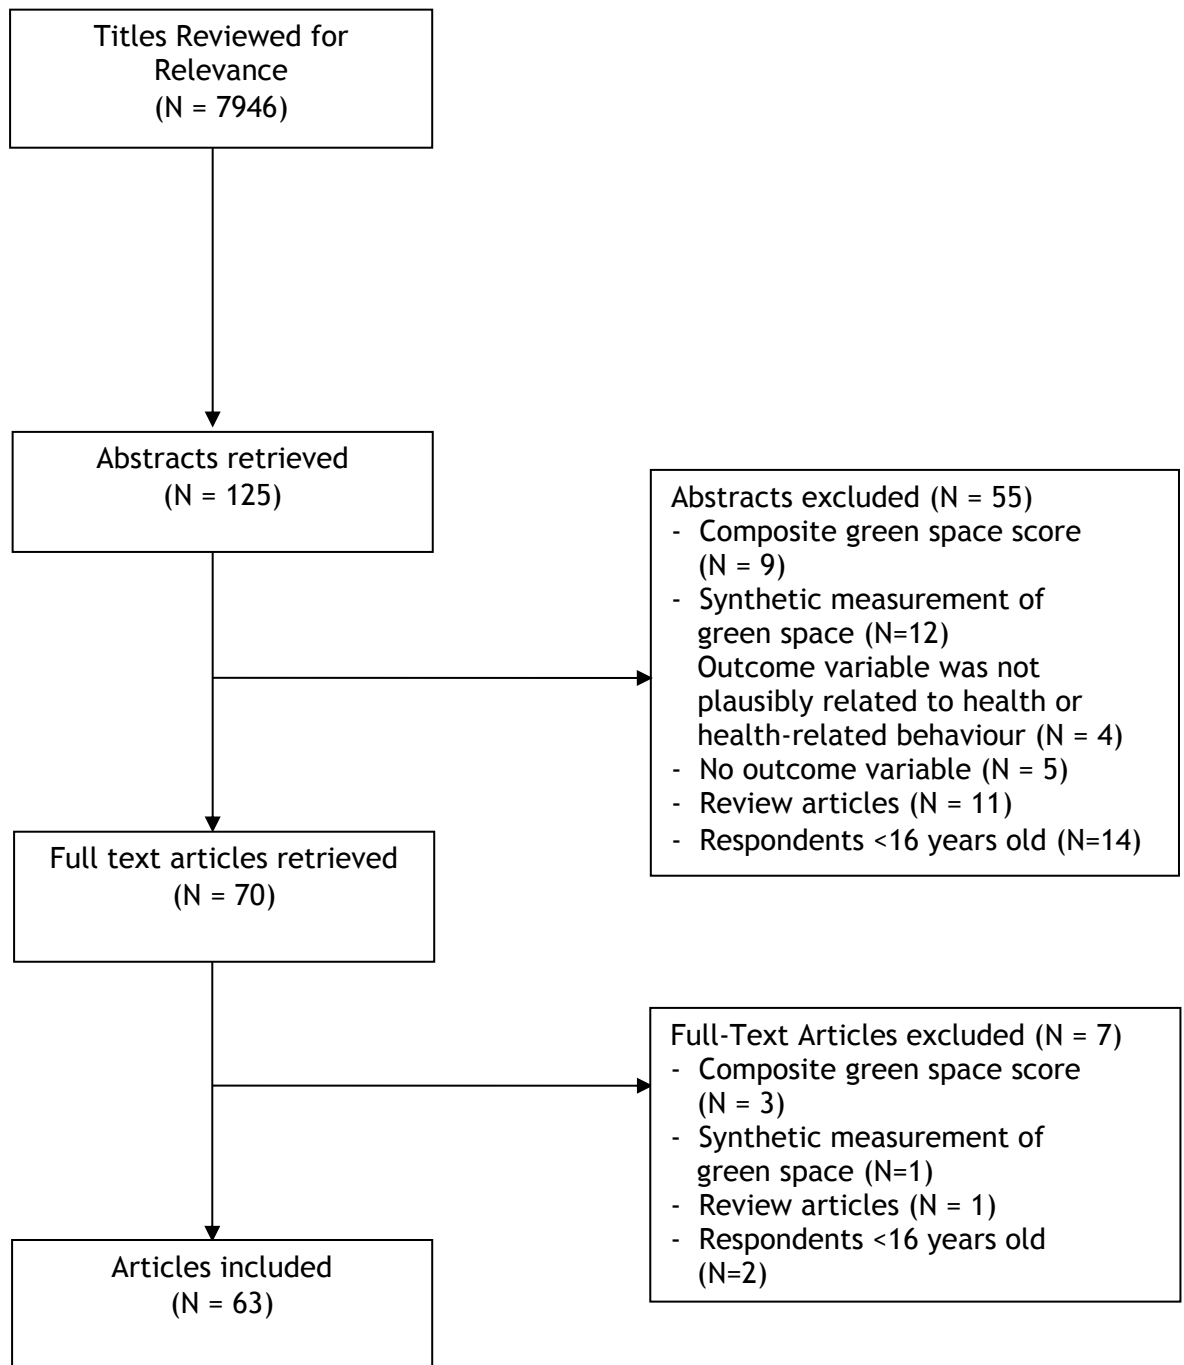 Titles Reviewed for
Relevance
(N = 7946)
Abstracts retrieved
(N = 125)
Abstracts excluded (N = 55)
- Composite green space score
(N = 9)
- Synthetic measurement of
green space (N=12)
Outcome variable was not
plausibly related to health or
health-related behaviour (N = 4)
- No outcome variable (N = 5)
- Review articles (N = 11)
- Respondents <16 years old (N=14)
Full text articles retrieved
(N = 70)
Full-Text Articles excluded (N = 7)
- Composite green space score
(N = 3)
- Synthetic measurement of
green space (N=1)
- Review articles (N = 1)
- Respondents <16 years old
(N=2)
Articles included
(N = 63)